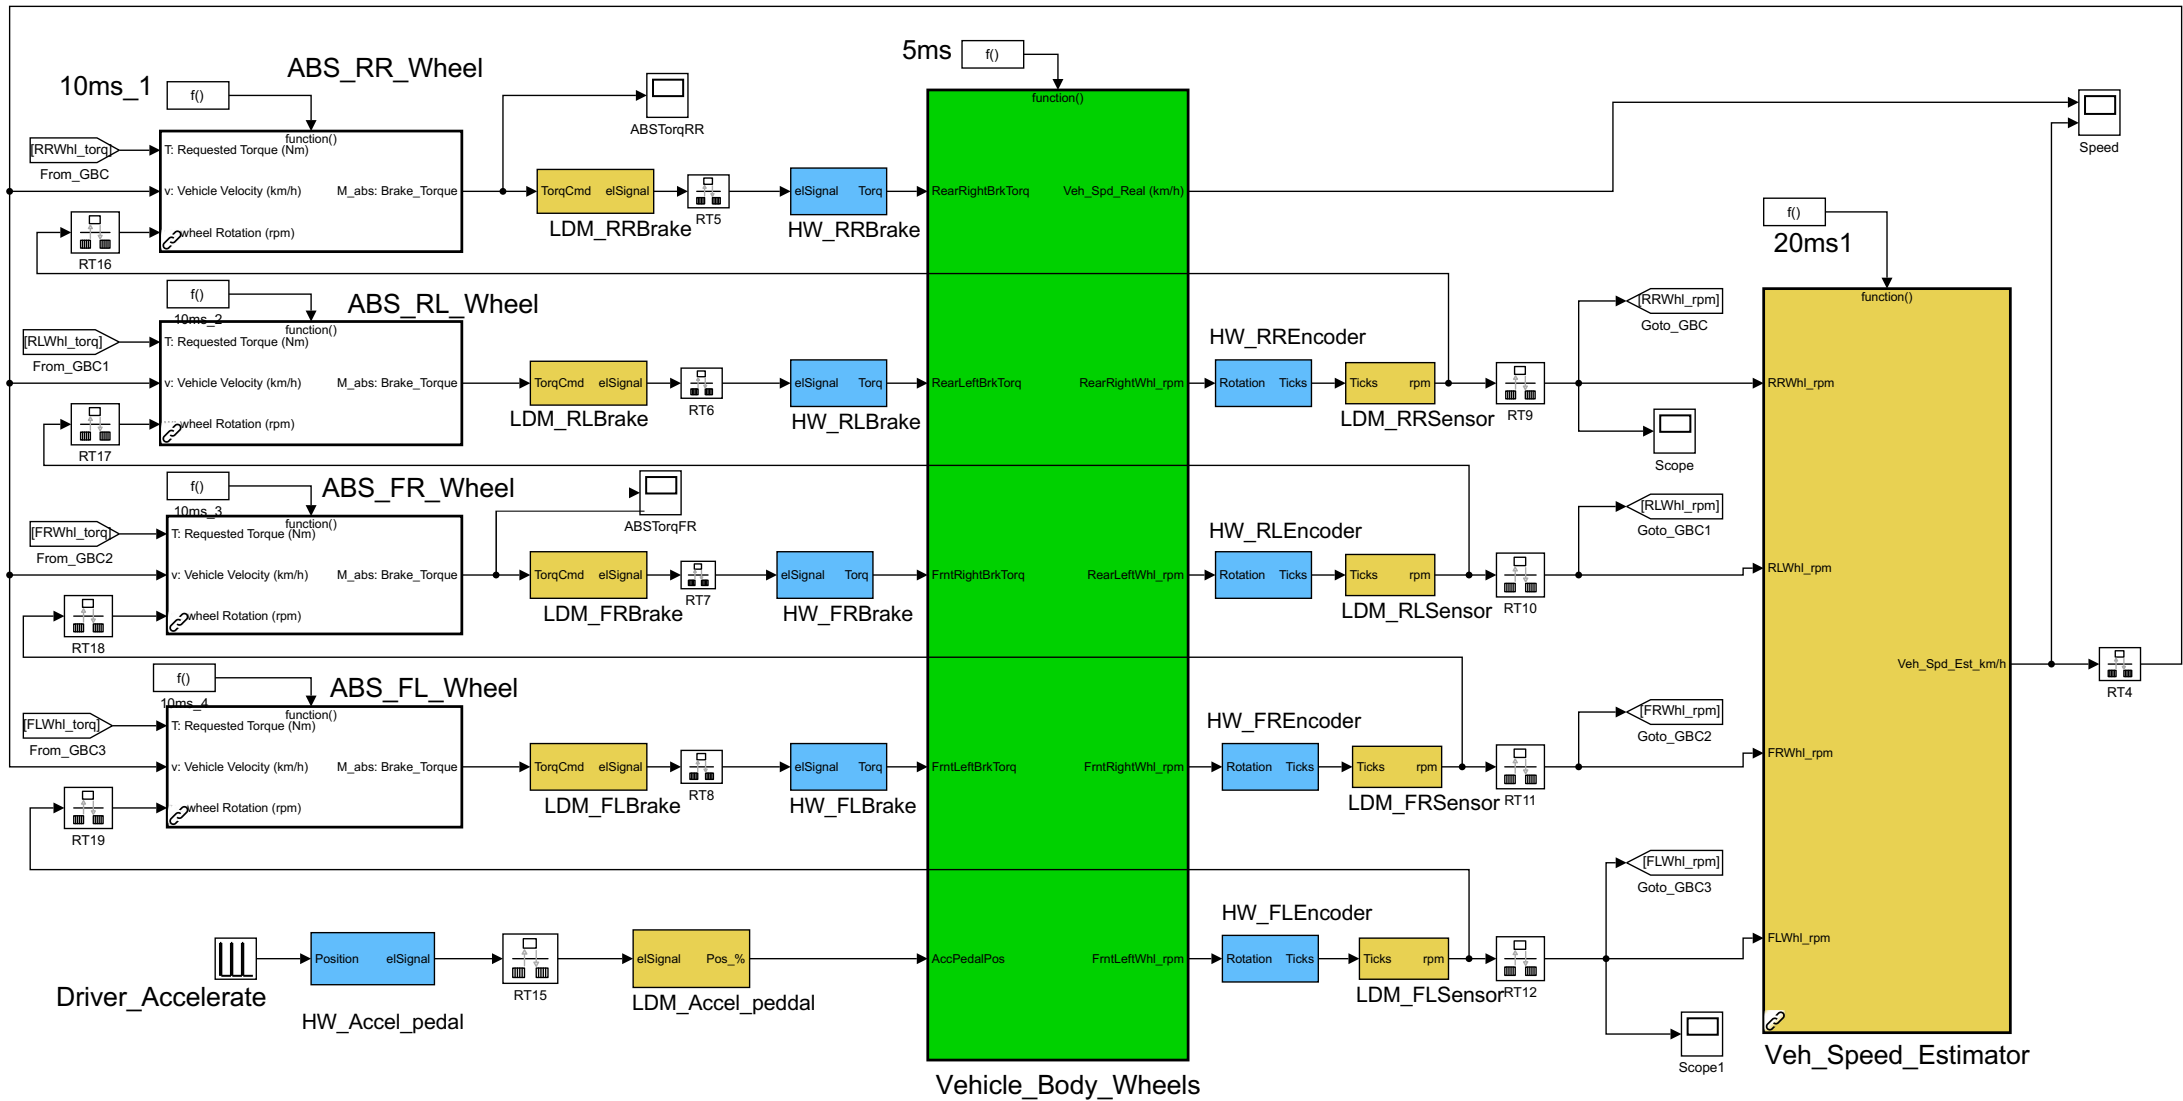 5ms
f()
10ms_1
f()
ABS_RR_Wheel
ABSTorqRR
function()
[RRWhl_torq]
From_GBC
T: Requested Torque (Nm)
v: Vehicle Velocity (km/h)
wheel Rotation (rpm)
M_abs: Brake_Torque
RT16
TorqCmd elSignal
LDM_RRBrake
RT5
elSignal Torq
HW_RRBrake
f()
10ms_2
ABS_RL_Wheel
function()
[RLWhl_torq]
From_GBC1
T: Requested Torque (Nm)
v: Vehicle Velocity (km/h)
wheel Rotation (rpm)
M_abs: Brake_Torque
RT17
TorqCmd elSignal
LDM_RLBrake
RT6
elSignal Torq
HW_RLBrake
f()
10ms_3
ABS_FR_Wheel
ABSTorqFR
function()
[FRWhl_torq]
From_GBC2
T: Requested Torque (Nm)
v: Vehicle Velocity (km/h)
wheel Rotation (rpm)
M_abs: Brake_Torque
RT18
TorqCmd elSignal
LDM_FRBrake
RT7
elSignal Torq
HW_FRBrake
f()
10ms_4
ABS_FL_Wheel
function()
[FLWhl_torq]
From_GBC3
T: Requested Torque (Nm)
v: Vehicle Velocity (km/h)
wheel Rotation (rpm)
M_abs: Brake_Torque
RT19
TorqCmd elSignal
LDM_FLBrake
RT8
elSignal Torq
HW_FLBrake
Driver_Accelerate
Position elSignal
HW_Accel_pedal
RT15
elSignal Pos_%
LDM_Accel_peddal
function()
RearRightBrkTorq
RearLeftBrkTorq
FrntRightBrkTorq
FrntLeftBrkTorq
AccPedalPos
Veh_Spd_Real (km/h)
RearRightWhl_rpm
RearLeftWhl_rpm
FrntRightWhl_rpm
FrntLeftWhl_rpm
Vehicle_Body_Wheels
HW_RREncoder
Rotation Ticks
Ticks rpm
LDM_RRSensor
RT9
[RRWhl_rpm]
Goto_GBC
Scope
HW_RLEncoder
Rotation Ticks
Ticks rpm
LDM_RLSensor
RT10
[RLWhl_rpm]
Goto_GBC1
HW_FREncoder
Rotation Ticks
Ticks rpm
LDM_FRSensor
RT11
[FRWhl_rpm]
Goto_GBC2
HW_FLEncoder
Rotation Ticks
Ticks rpm
LDM_FLSensor
RT12
[FLWhl_rpm]
Goto_GBC3
Scope1
Speed
f()
20ms1
function()
RRWhl_rpm
RLWhl_rpm
FRWhl_rpm
FLWhl_rpm
Veh_Spd_Est_km/h
Veh_Speed_Estimator
RT4